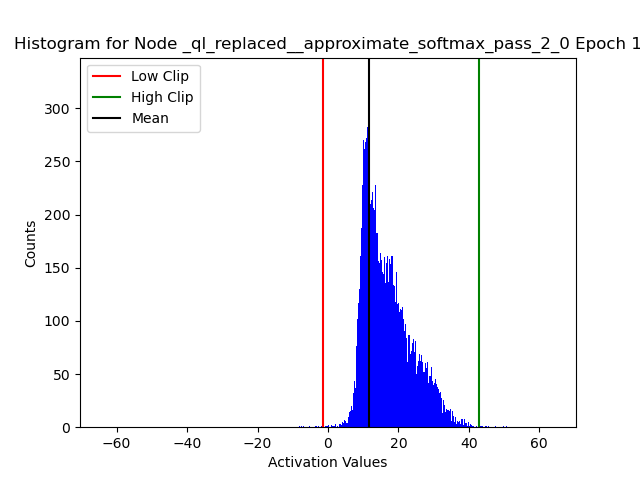 Histogram for Node _ql_replaced__approximate_softmax_pass_2_0 Epoch 1
Low Clip
High Clip
Mean
300
250
200
150
100
50
0
Counts
−60
−40
−20
0
20
40
60
Activation Values